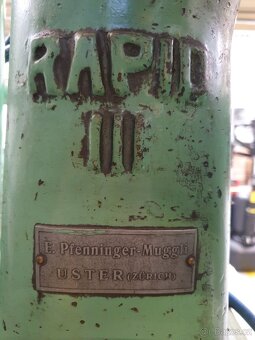 RAPID
III
E. Pfenninger-Muggli
USTER (ZÜRICH)